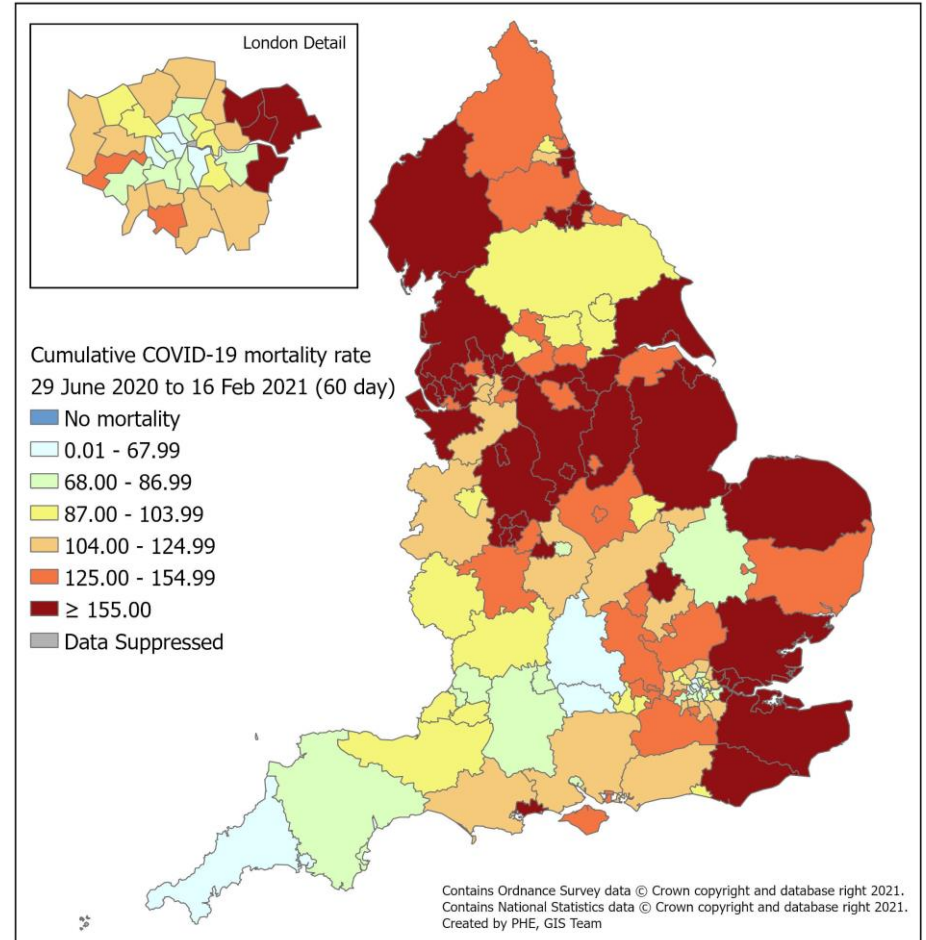 London Detail
Cumulative COVID-19 mortality rate
29 June 2020 to 16 Feb 2021 (60 day)
No mortality
0.01 - 67.99
68.00 - 86.99
87.00 - 103.99
104.00 - 124.99
125.00 - 154.99
≥ 155.00
Data Suppressed
Contains Ordnance Survey data © Crown copyright and database right 2021.
Contains National Statistics data © Crown copyright and database right 2021.
Created by PHE, GIS Team